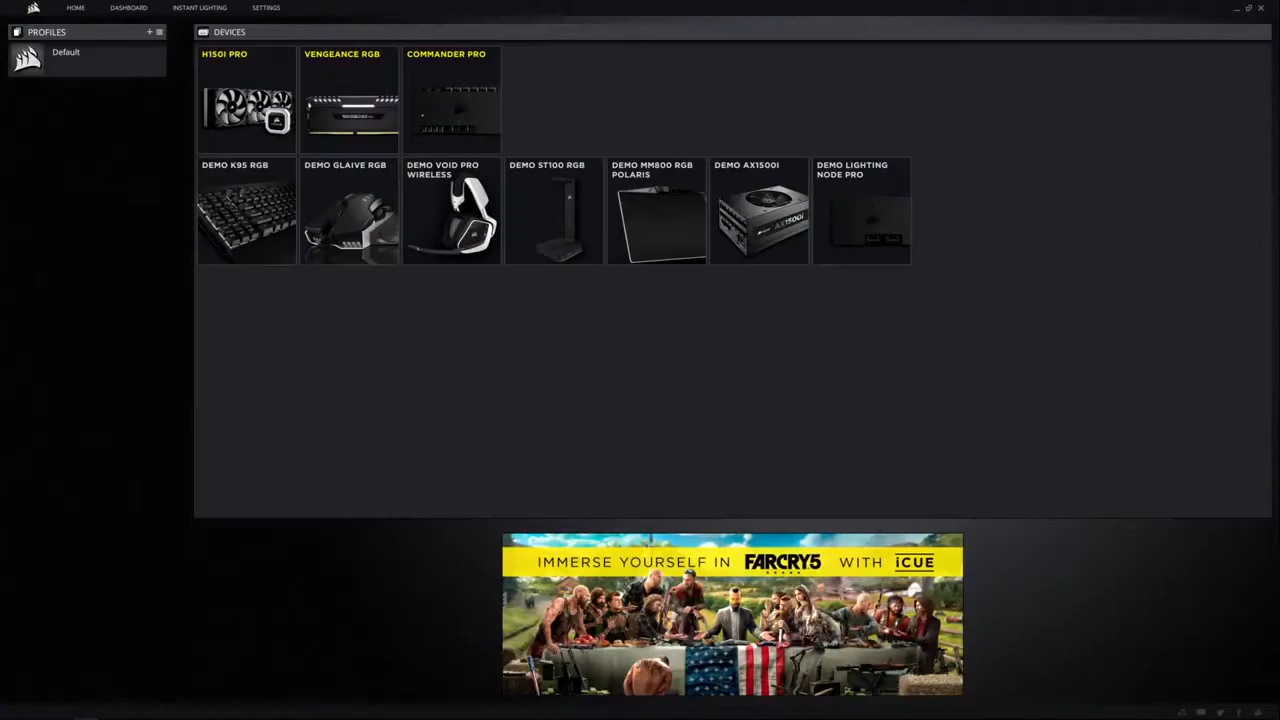 HOME DASHBOARD INSTANT LIGHTING SETTINGS
PROFILES
Default
DEVICES
H150I PRO
VENGEANCE RGB
COMMANDER PRO
DEMO K95 RGB
DEMO GLAIVE RGB
DEMO VOID PRO
WIRELESS
DEMO ST100 RGB
DEMO MM800 RGB
POLARIS
DEMO AX1500I
DEMO LIGHTING
NODE PRO
AX1500i
IMMERSE YOURSELF IN FARCRY5 WITH iCUE